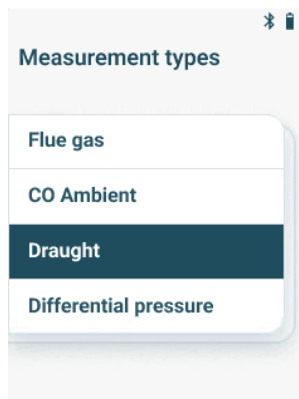 Measurement types
Flue gas
CO Ambient
Draught
Differential pressure